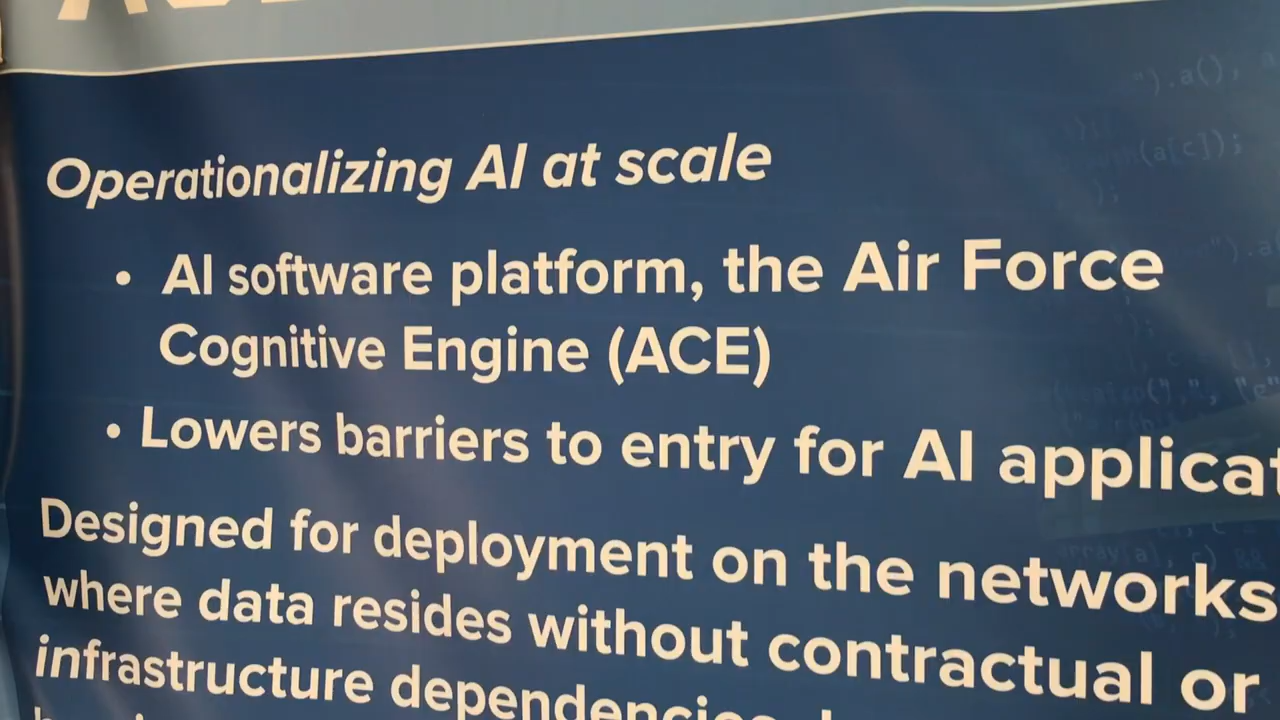 Operationalizing AI at scale
• AI software platform, the Air Force
Cognitive Engine (ACE)
• Lowers barriers to entry for AI applicat
Designed for deployment on the networks
where data resides without contractual or
infrastructure